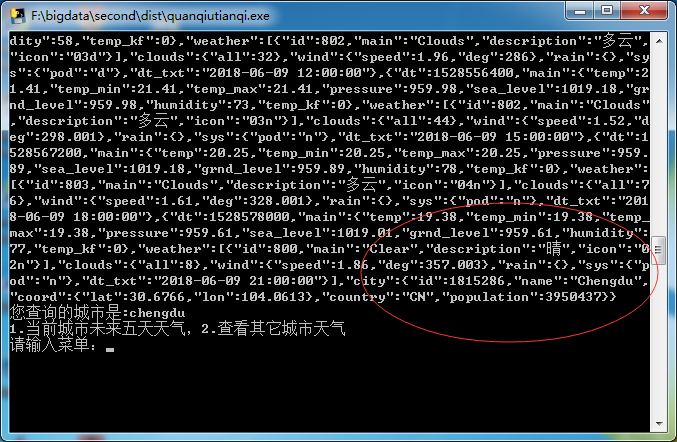 F:\bigdata\second\dist\quanqiutianqi.exe
dity":58,"temp_kf":0},"weather":[{"id":802,"main":"Clouds","description":"多云",
"icon":"03d"}],"clouds":{"all":32},"wind":{"speed":1.96,"deg":286},"rain":{},"sy
s":{"pod":"d"},"dt_txt":"2018-06-09 12:00:00"},{"dt":1528556400,"main":{"temp":2
1.41,"temp_min":21.41,"temp_max":21.41,"pressure":959.98,"sea_level":1019.18,"gr
nd_level":959.98,"humidity":73,"temp_kf":0},"weather":[{"id":802,"main":"Clouds"
,"description":"多云","icon":"03n"}],"clouds":{"all":44},"wind":{"speed":1.52,"d
eg":298.001},"rain":{},"sys":{"pod":"n"},"dt_txt":"2018-06-09 15:00:00"},{"dt":1
528567200,"main":{"temp":20.25,"temp_min":20.25,"temp_max":20.25,"pressure":959.
89,"sea_level":1019.18,"grnd_level":959.89,"humidity":78,"temp_kf":0},"weather":
[{"id":803,"main":"Clouds","description":"多云","icon":"04n"}],"clouds":{"all":7
6},"wind":{"speed":1.61,"deg":328.001},"rain":{},"sys":{"pod":"n"},"dt_txt":"201
8-06-09 18:00:00"},{"dt":1528578000,"main":{"temp":19.38,"temp_min":19.38,"temp_
max":19.38,"pressure":959.61,"sea_level":1019.01,"grnd_level":959.61,"humidity":
77,"temp_kf":0},"weather":[{"id":800,"main":"Clear","description":"晴","icon":"0
2n"}],"clouds":{"all":8},"wind":{"speed":1.86,"deg":357.003},"rain":{},"sys":{"p
od":"n"},"dt_txt":"2018-06-09 21:00:00"}],"city":{"id":1815286,"name":"Chengdu",
"coord":{"lat":30.6766,"lon":104.0613},"country":"CN","population":3950437}}
您查询的城市是:chengdu
1.当前城市未来五天天气，2.查看其它城市天气
请输入菜单：